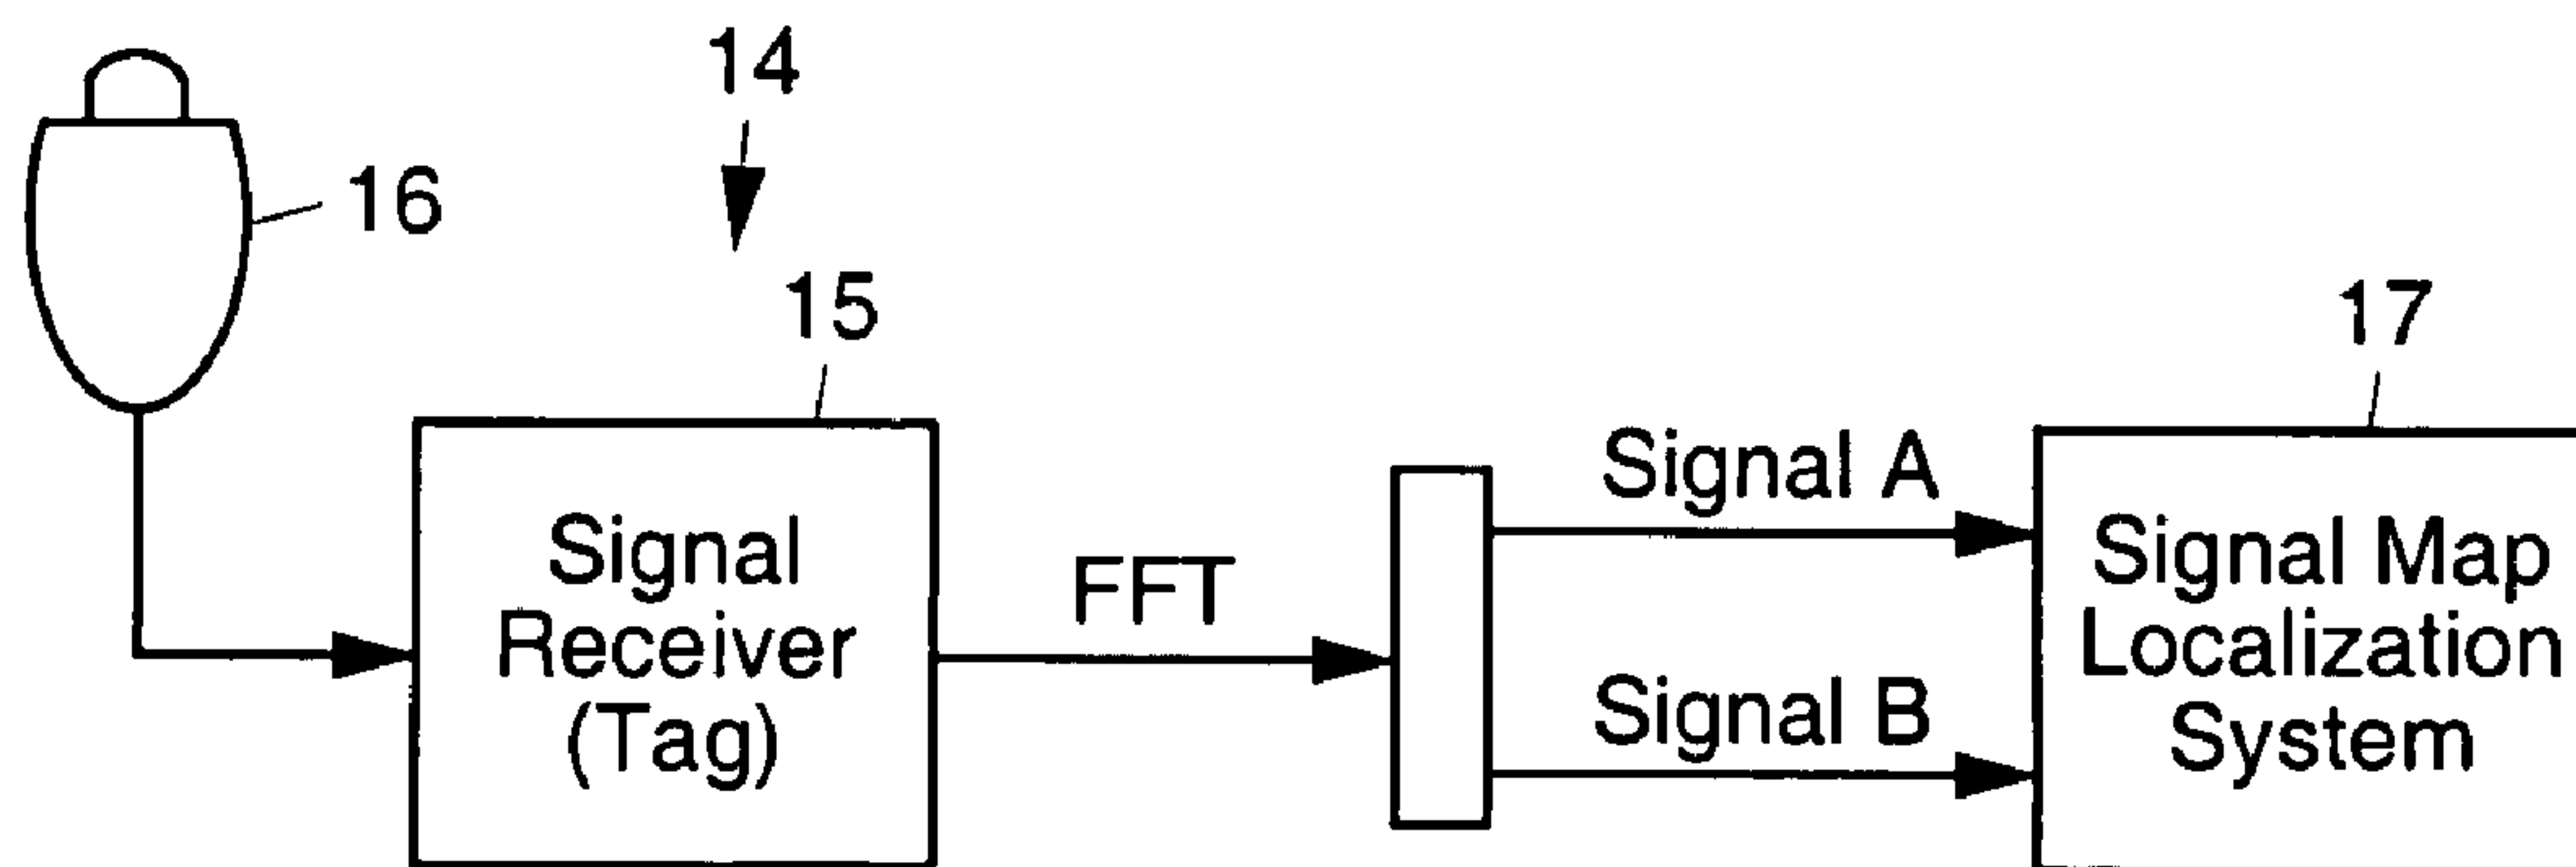 14
16
15
17
Signal
Receiver
(Tag)
FFT
Signal A
Signal B
Signal Map
Localization
System